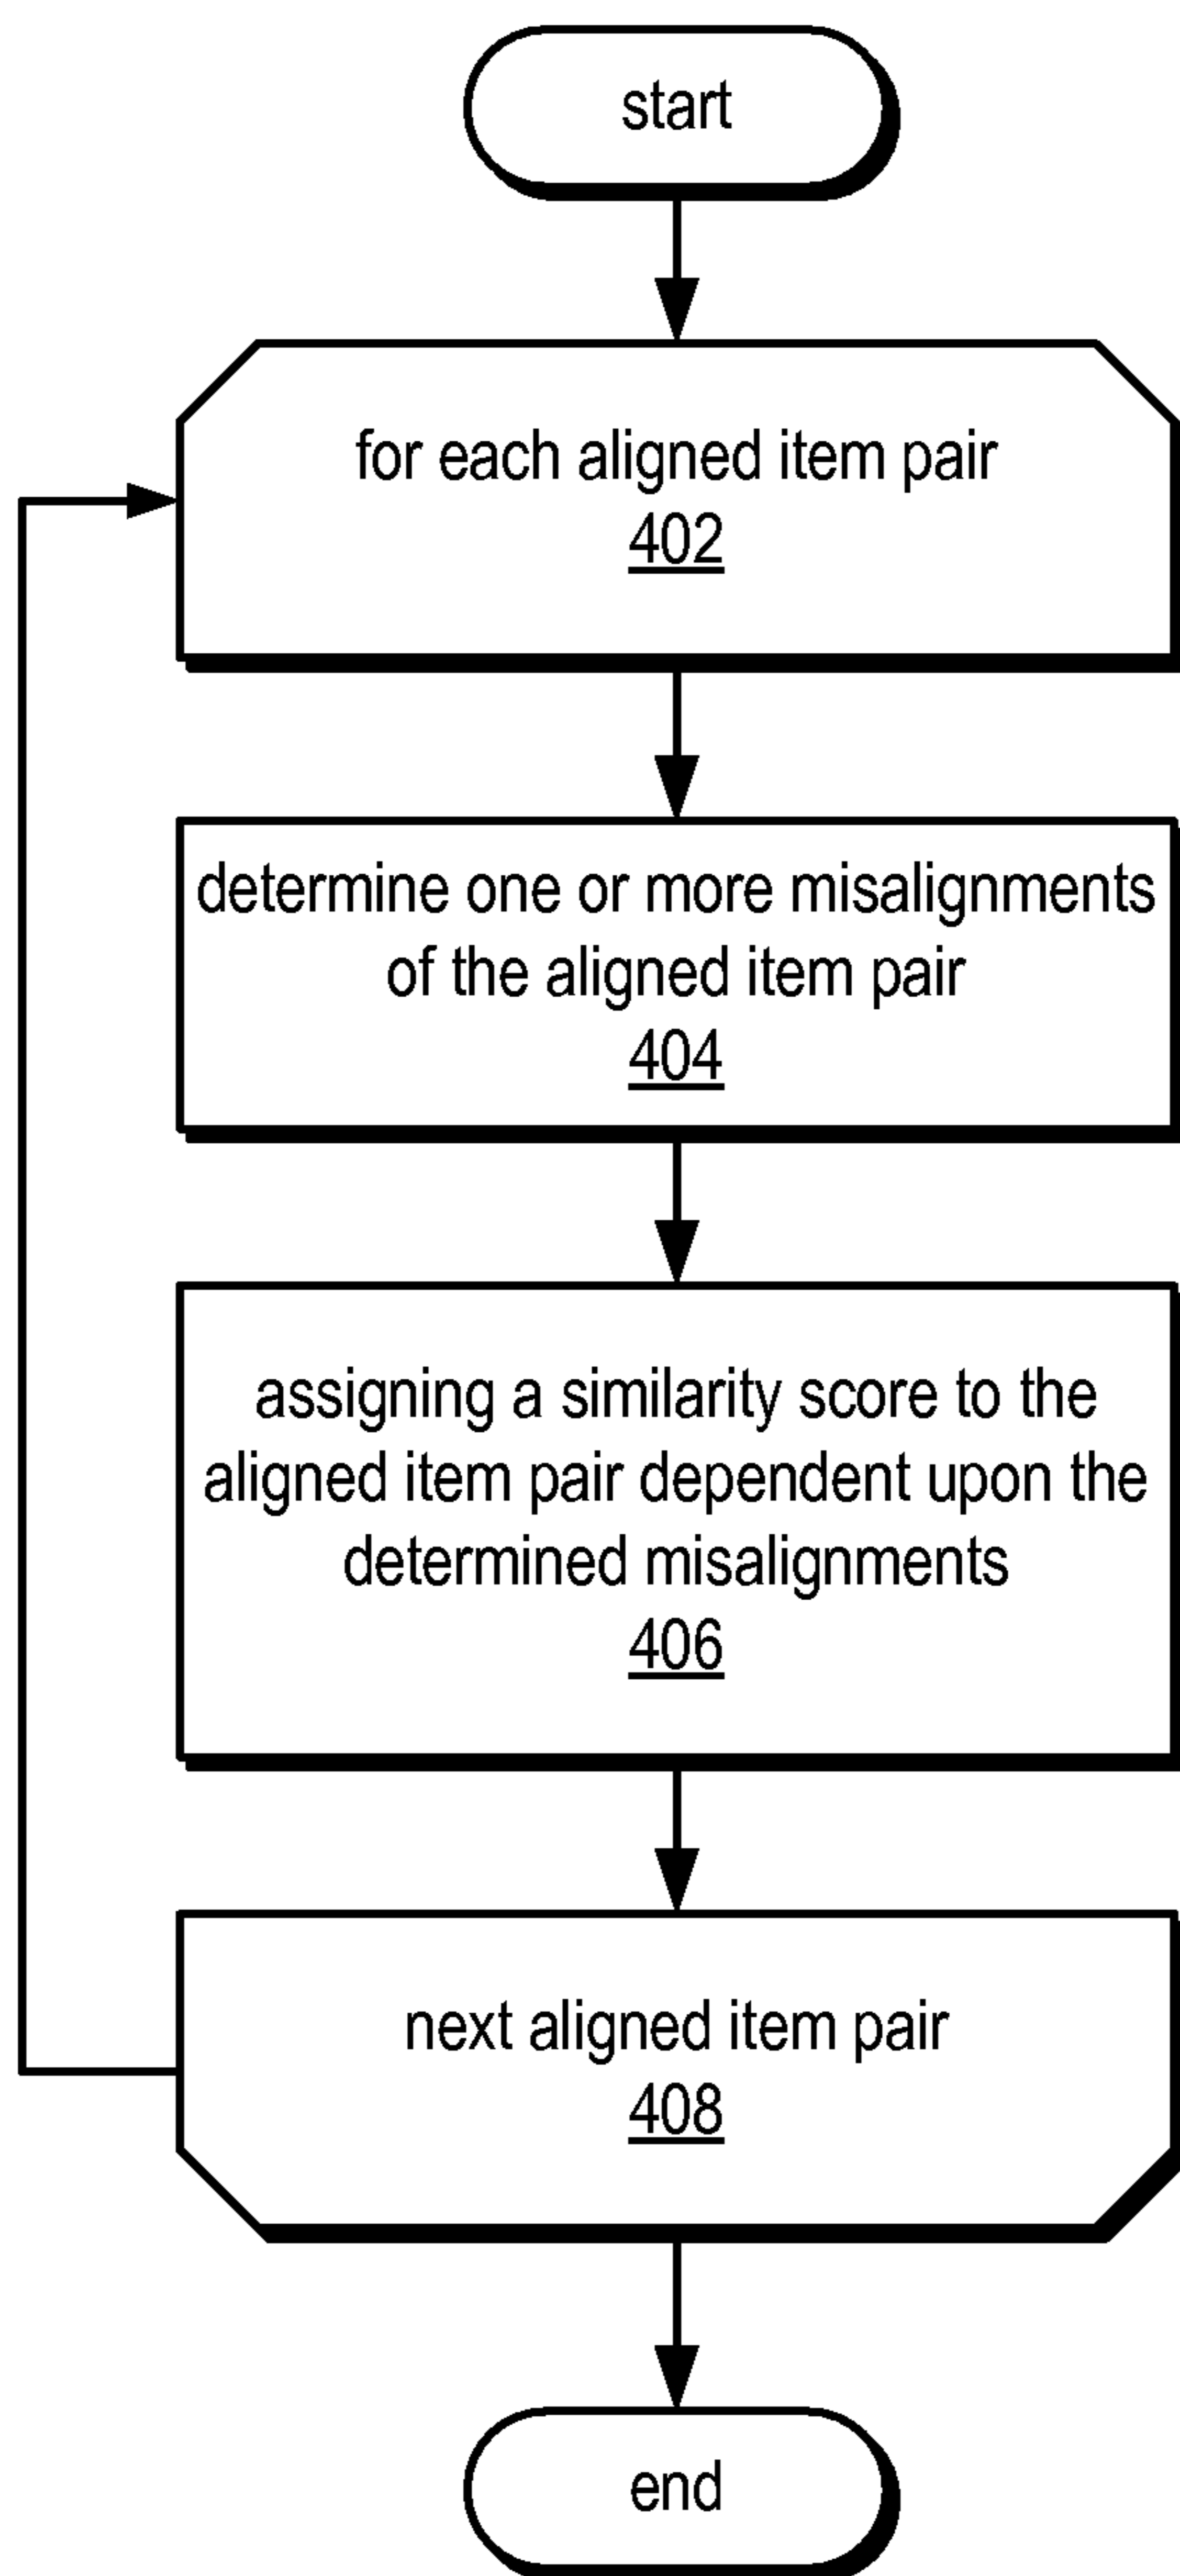 start
for each aligned item pair
402
determine one or more misalignments
of the aligned item pair
404
assigning a similarity score to the
aligned item pair dependent upon the
determined misalignments
406
next aligned item pair
408
end